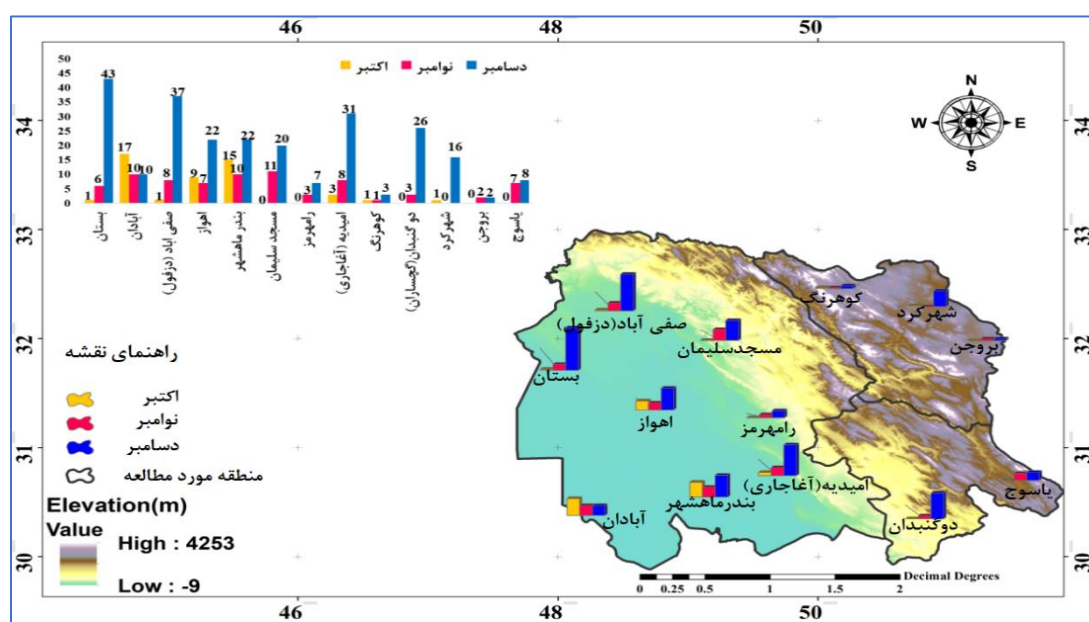 46
48
50
50
45
40
35
30
25
20
15
10
5
0
اکتبر
نوامبر
دسامبر
1 6 43
17 10 10
1 8 37
9 7 22
15 10 22
0 11 20
0 3 7
3 8 31
1 1 3
0 3 26
1 0 16
0 2 2
0 7 8
بستان
آبادان
صفی اباد (دزفول)
اهواز
بندر ماهشهر
مسجد سلیمان
رامهرمز
امیدیه (آغاجاری)
کوهرنگ
دو گنبدان(گچساران)
شهرکرد
بروجن
یاسوج
N
W
E
S
34
33
32
31
30
34
33
32
31
30
کوهرنگ
شهرکرد
صفی آباد(دزفول)
مسجدسلیمان
بروجن
بستان
اهواز
رامهرمز
امیدیه(آغاجاری)
یاسوج
بندرماهشهر
آبادان
دوگنبدان
راهنمای نقشه
اکتبر
نوامبر
دسامبر
منطقه مورد مطالعه
Elevation(m)
Value
High : 4253
Low : -9
Decimal Degrees
0 0.25 0.5 1 1.5 2
46
48
50